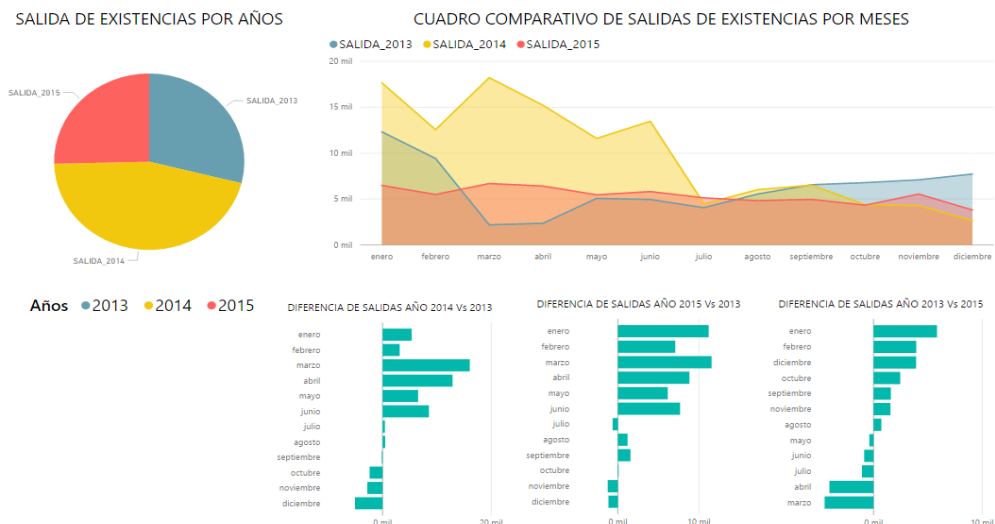 SALIDA DE EXISTENCIAS POR AÑOS
SALIDA_2015
SALIDA_2013
SALIDA_2014
CUADRO COMPARATIVO DE SALIDAS DE EXISTENCIAS POR MESES
SALIDA_2013 SALIDA_2014 SALIDA_2015
20 mil
15 mil
10 mil
5 mil
0 mil
enero febrero marzo abril mayo junio julio agosto septiembre octubre noviembre diciembre
Años 2013 2014 2015
DIFERENCIA DE SALIDAS AÑO 2014 Vs 2013
enero
febrero
marzo
abril
mayo
junio
julio
agosto
septiembre
octubre
noviembre
diciembre
0 mil 20 mil
DIFERENCIA DE SALIDAS AÑO 2015 Vs 2013
enero
febrero
marzo
abril
mayo
junio
julio
agosto
septiembre
octubre
noviembre
diciembre
0 mil 10 mil
DIFERENCIA DE SALIDAS AÑO 2013 Vs 2015
enero
febrero
diciembre
octubre
septiembre
noviembre
agosto
mayo
junio
julio
abril
marzo
0 mil 10 mil